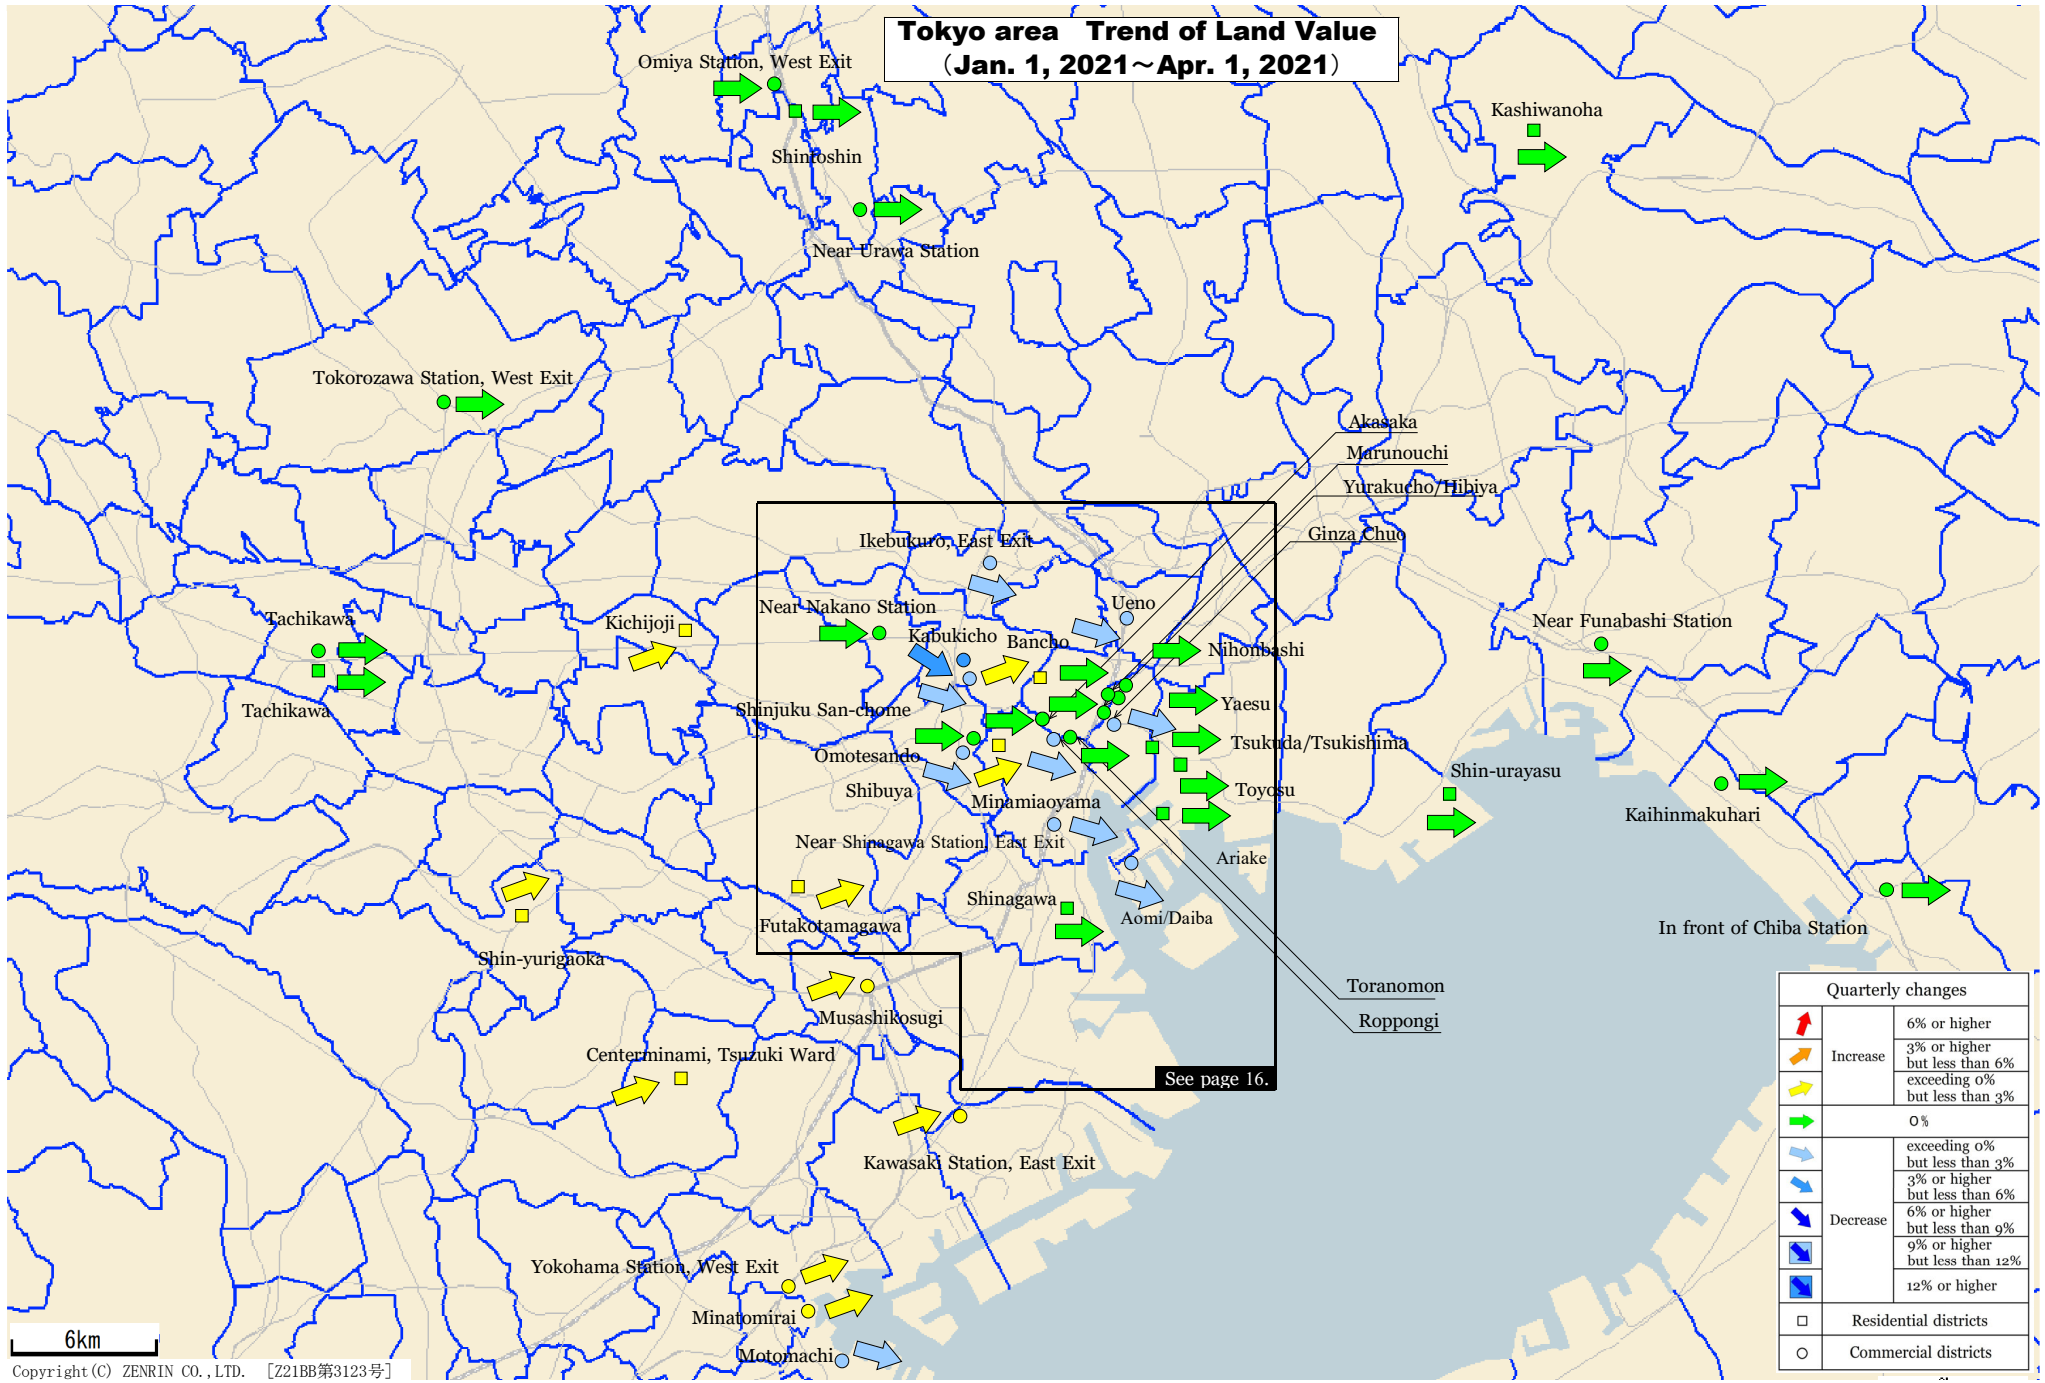 Tokyo area Trend of Land Value
（Jan. 1, 2021～Apr. 1, 2021）
Omiya Station, West Exit
Kashiwanoha
Shintoshin
Near Urawa Station
Tokorozawa Station, West Exit
Akasaka
Marunouchi
Yurakucho/Hibiya
Ginza Chuo
Ikebukuro, East Exit
Near Nakano Station
Ueno
Tachikawa
Kichijoji
Kabukicho
Bancho
Nihonbashi
Near Funabashi Station
Tachikawa
Shinjuku San-chome
Yaesu
Omotesando
Tsukuda/Tsukishima
Shibuya
Minamiaoyama
Toyosu
Shin-urayasu
Kaihinmakuhari
Near Shinagawa Station, East Exit
Ariake
Shinagawa
Aomi/Daiba
Futakotamagawa
In front of Chiba Station
Shin-yurigaoka
Toranomon
Musashikosugi
Roppongi
Centerminami, Tsuzuki Ward
See page 16.
Kawasaki Station, East Exit
Yokohama Station, West Exit
Minatomirai
Motomachi
Quarterly changes
Increase
6% or higher
3% or higher
but less than 6%
exceeding 0%
but less than 3%
0%
Decrease
exceeding 0%
but less than 3%
3% or higher
but less than 6%
6% or higher
but less than 9%
9% or higher
but less than 12%
12% or higher
Residential districts
Commercial districts
6km
Copyright(C) ZENRIN CO.,LTD. [Z21BB第3123号]